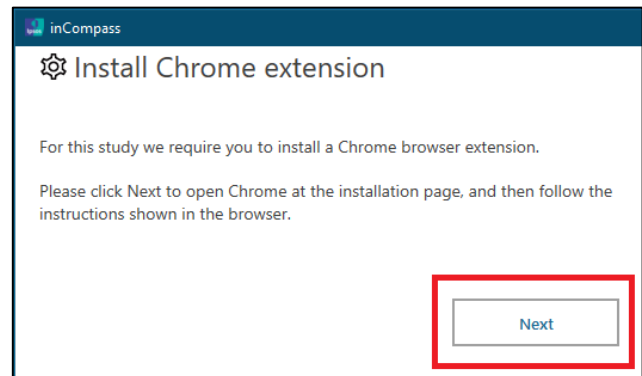 inCompass
Install Chrome extension
For this study we require you to install a Chrome browser extension.
Please click Next to open Chrome at the installation page, and then follow the
instructions shown in the browser.
Next